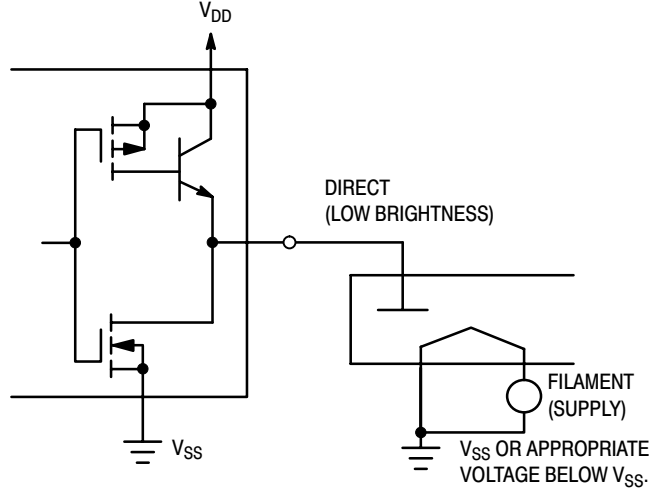 VDD
DIRECT
(LOW BRIGHTNESS)
FILAMENT
(SUPPLY)
VSS
VSS OR APPROPRIATE
VOLTAGE BELOW VSS.